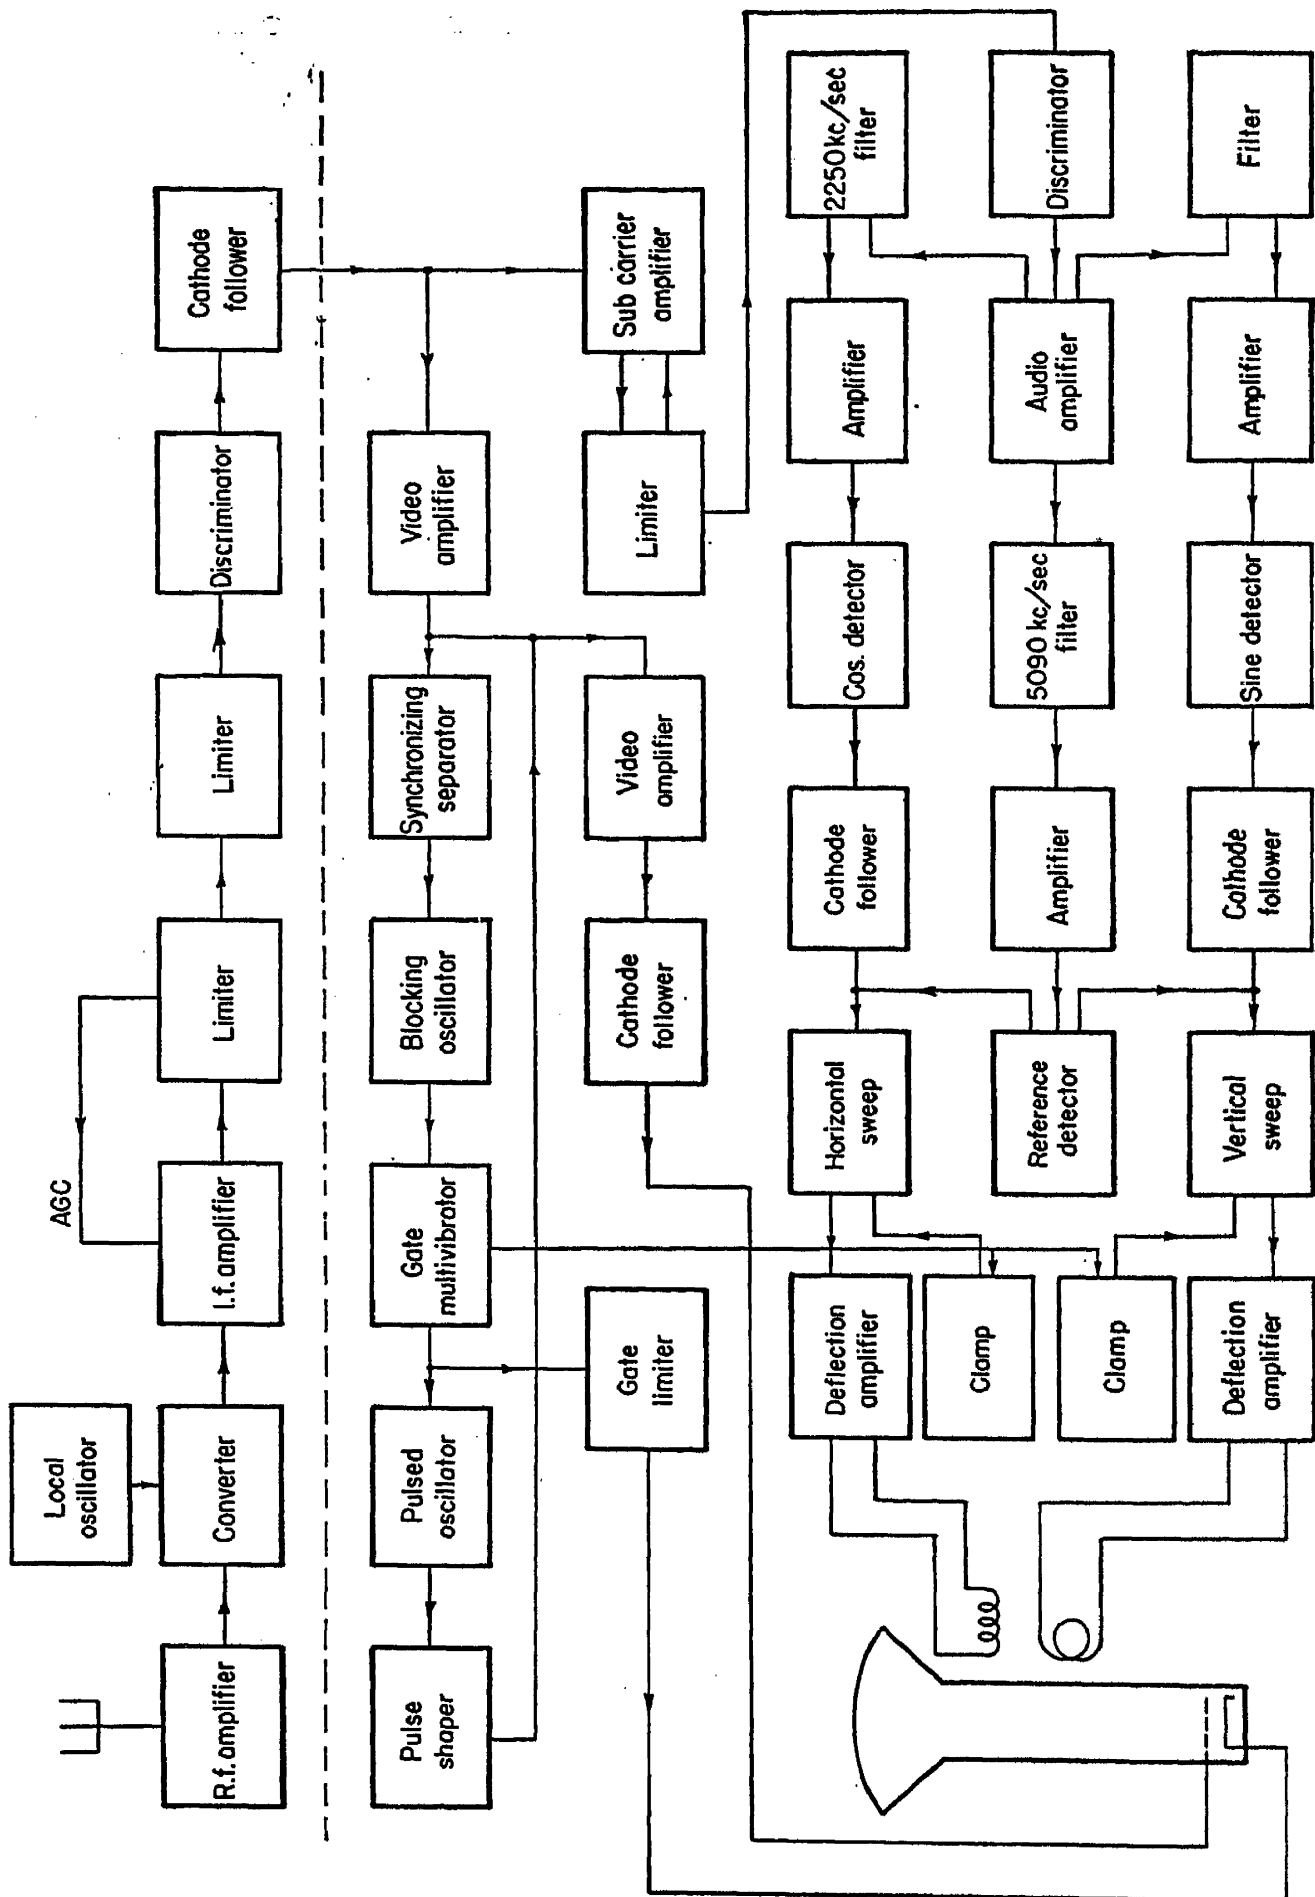 Local
oscillator
AGC
R.f.amplifier
Converter
I.f.amplifier
Limiter
Limiter
Discriminator
Cathode
follower
Pulse
shaper
Pulsed
oscillator
Gate
multivibrator
Blocking
oscillator
Synchronizing
separator
Video
amplifier
Gate
limiter
Cathode
follower
Video
amplifier
Limiter
Sub carrier
amplifier
Deflection
amplifier
Horizontal
sweep
Cathode
follower
Cos. detector
Amplifier
2250kc/sec
filter
Clamp
Clamp
Reference
detector
Amplifier
5090 kc/sec
filter
Audio
amplifier
Discriminator
Deflection
amplifier
Vertical
sweep
Cathode
follower
Sine detector
Amplifier
Filter